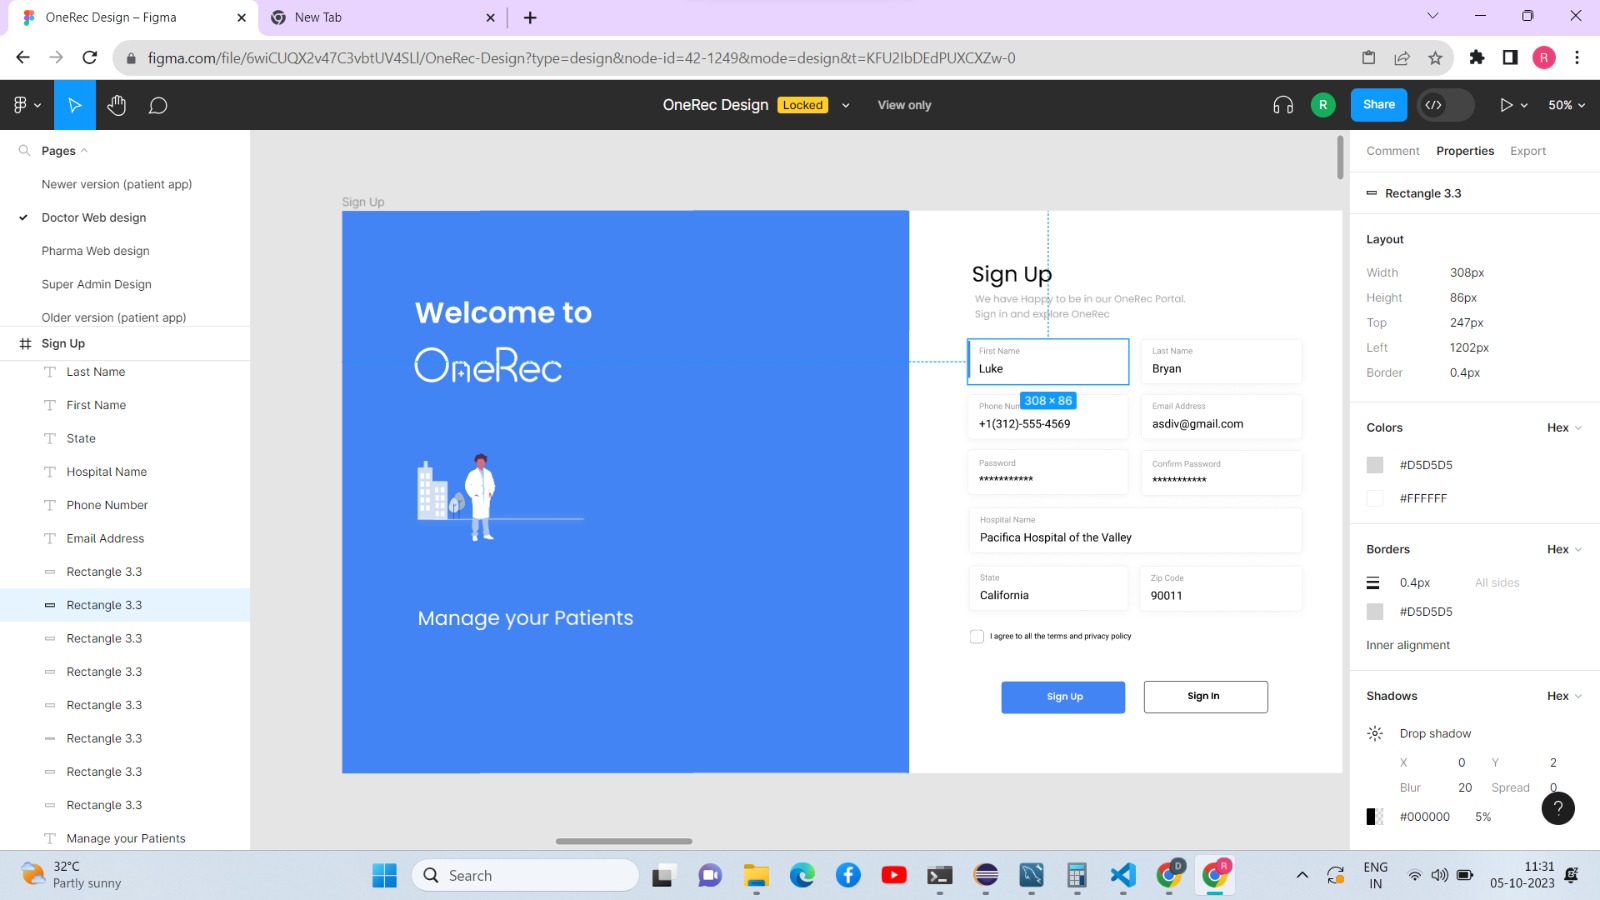 OneRec Design – Figma
New Tab
figma.com/file/6wiCUQX2v47C3vbtUV4SLl/OneRec-Design?type=design&node-id=42-1249&mode=design&t=KFU2IbDEdPUXCXZw-0
R
OneRec Design
Locked
View only
R
Share
50%
Pages
Newer version (patient app)
Doctor Web design
Pharma Web design
Super Admin Design
Older version (patient app)
Sign Up
Last Name
First Name
State
Hospital Name
Phone Number
Email Address
Rectangle 3.3
Rectangle 3.3
Rectangle 3.3
Rectangle 3.3
Rectangle 3.3
Rectangle 3.3
Rectangle 3.3
Rectangle 3.3
Manage your Patients
Sign Up
Welcome to
OneRec
Manage your Patients
Sign Up
We have Happy to be in our OneRec Portal.
Sign in and explore OneRec
First Name
Luke
Last Name
Bryan
308 × 86
Phone Num
+1(312)-555-4569
Email Address
asdiv@gmail.com
Password
***********
Confirm Password
***********
Hospital Name
Pacifica Hospital of the Valley
State
California
Zip Code
90011
I agree to all the terms and privacy policy
Sign Up
Sign In
Comment
Properties
Export
Rectangle 3.3
Layout
Width 308px
Height 86px
Top 247px
Left 1202px
Border 0.4px
Colors Hex
#D5D5D5
#FFFFFF
Borders Hex
0.4px All sides
#D5D5D5
Inner alignment
Shadows Hex
Drop shadow
X 0 Y 2
Blur 20 Spread 0
#000000 5%
?
32°C
Partly sunny
Search
D
R
ENG
IN
11:31
05-10-2023